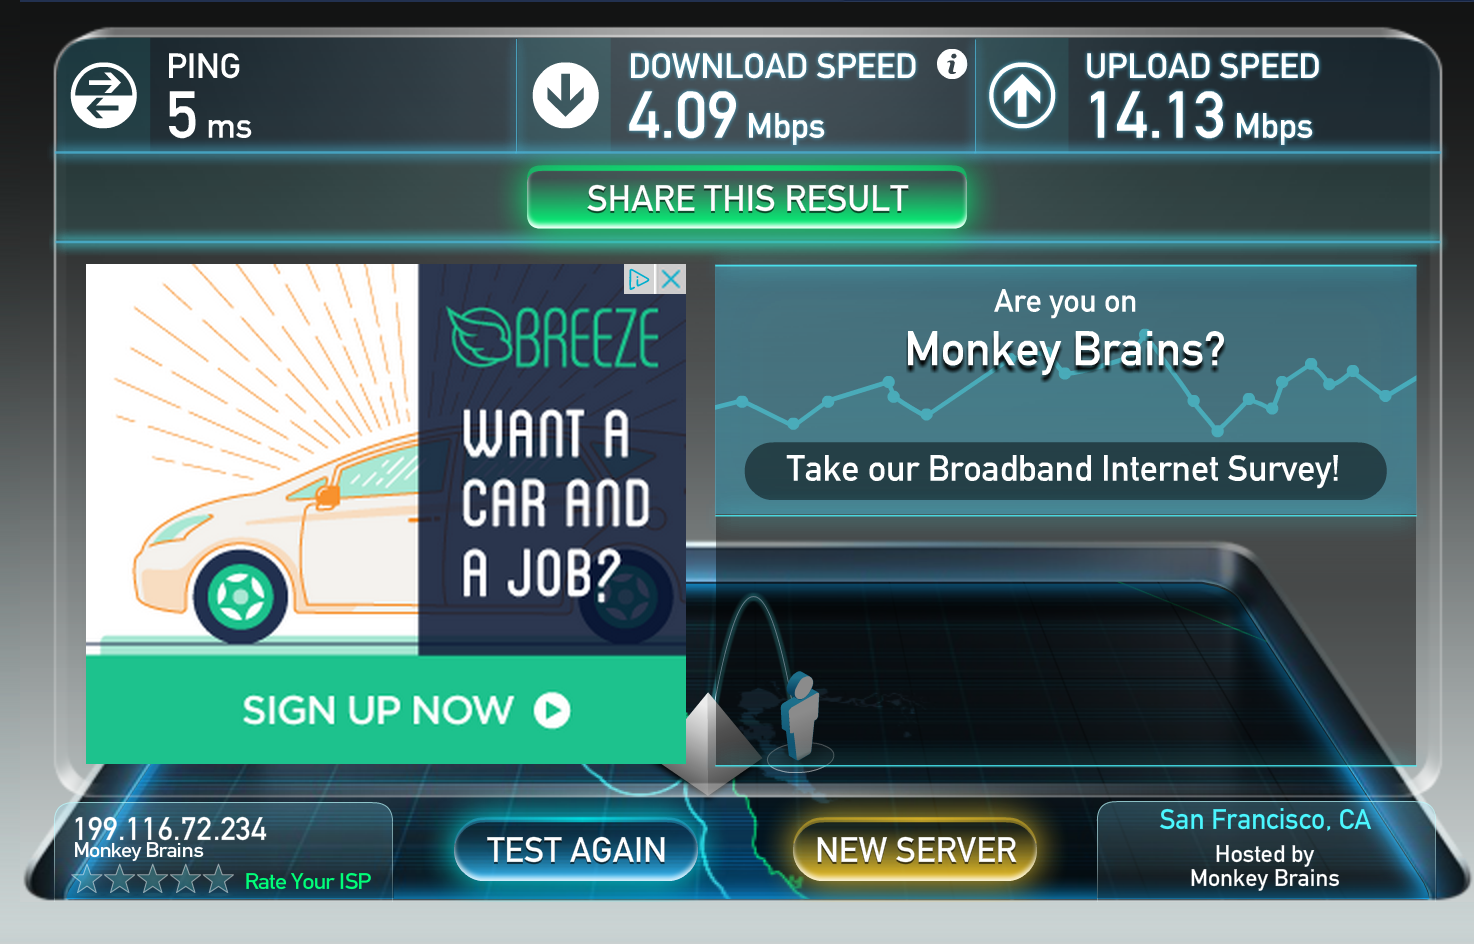 PING
5 ms
DOWNLOAD SPEED
4.09 Mbps
UPLOAD SPEED
14.13 Mbps
SHARE THIS RESULT
BREEZE
WANT A
CAR AND
A JOB?
SIGN UP NOW
Are you on
Monkey Brains?
Take our Broadband Internet Survey!
199.116.72.234
Monkey Brains
Rate Your ISP
TEST AGAIN
NEW SERVER
San Francisco, CA
Hosted by
Monkey Brains